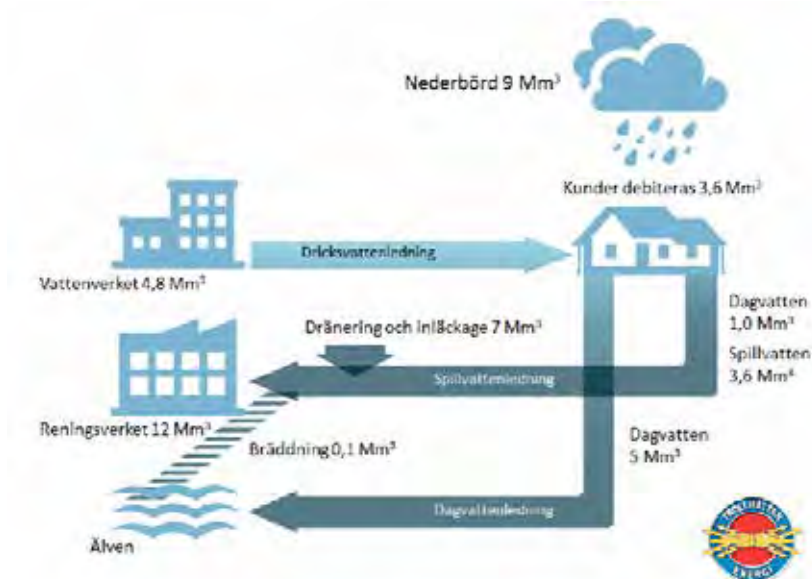 Nederbörd 9 Mm³
Kunder debiteras 3,6 Mm³
Dricksvattenledning
Vattenverket 4,8 Mm³
Dagvatten
1,0 Mm³
Dränering och inläckage 7 Mm³
Spillvatten
3,6 Mm³
Spillvattenledning
Reningsverket 12 Mm³
Bräddning 0,1 Mm³
Dagvatten
5 Mm³
Dagvattenledning
Älven
TROLLHÄTTAN
ENERGI